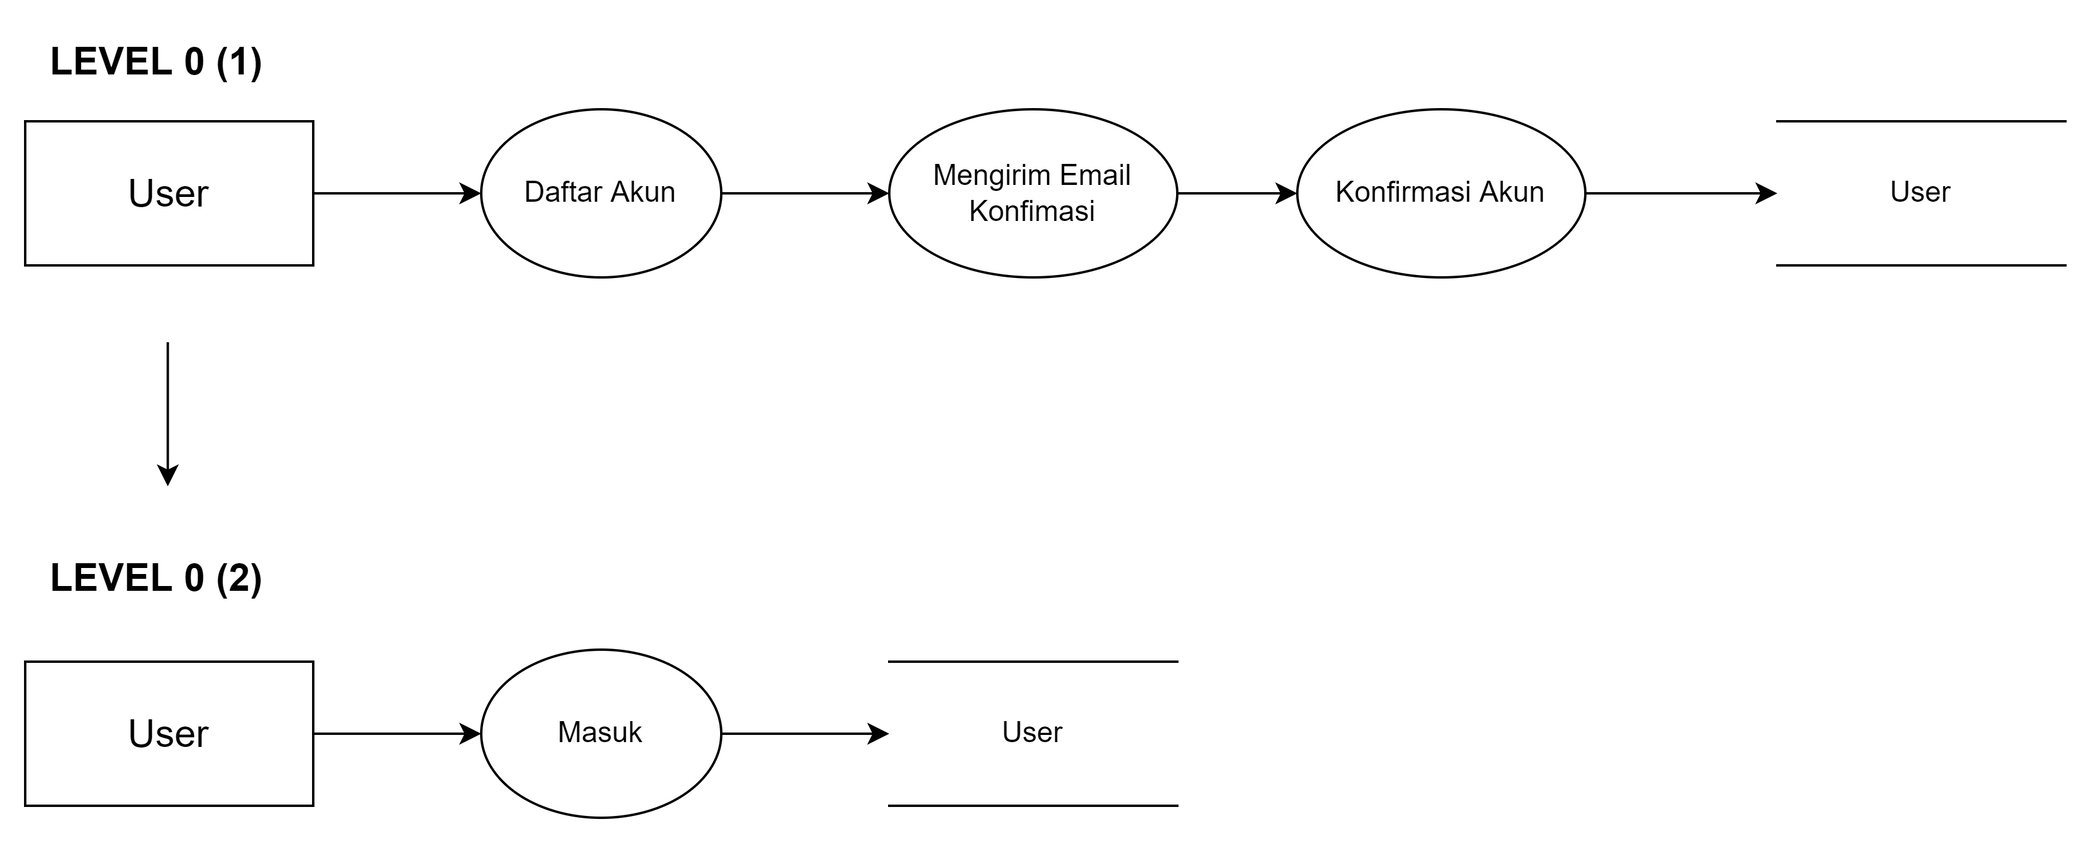 LEVEL 0 (1)
User
Daftar Akun
Mengirim Email
Konfimasi
Konfirmasi Akun
User
LEVEL 0 (2)
User
Masuk
User